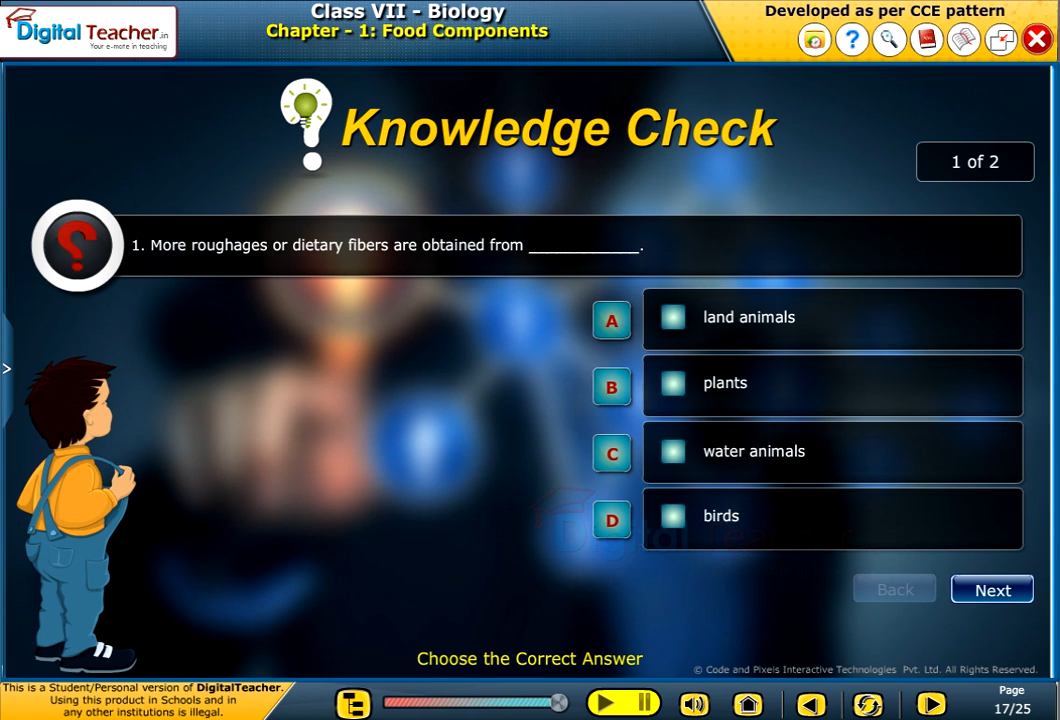 Digital Teacher.in
Your e-mate in teaching
Class VII - Biology
Chapter - 1: Food Components
Developed as per CCE pattern
Knowledge Check
1 of 2
1. More roughages or dietary fibers are obtained from ____________.
A land animals
B plants
C water animals
D birds
Digital Teacher
Back Next
Choose the Correct Answer
© Code and Pixels Interactive Technologies Pvt. Ltd. All Rights Reserved.
This is a Student/Personal version of DigitalTeacher.
Using this product in Schools and in
any other institutions is illegal.
Page
17/25